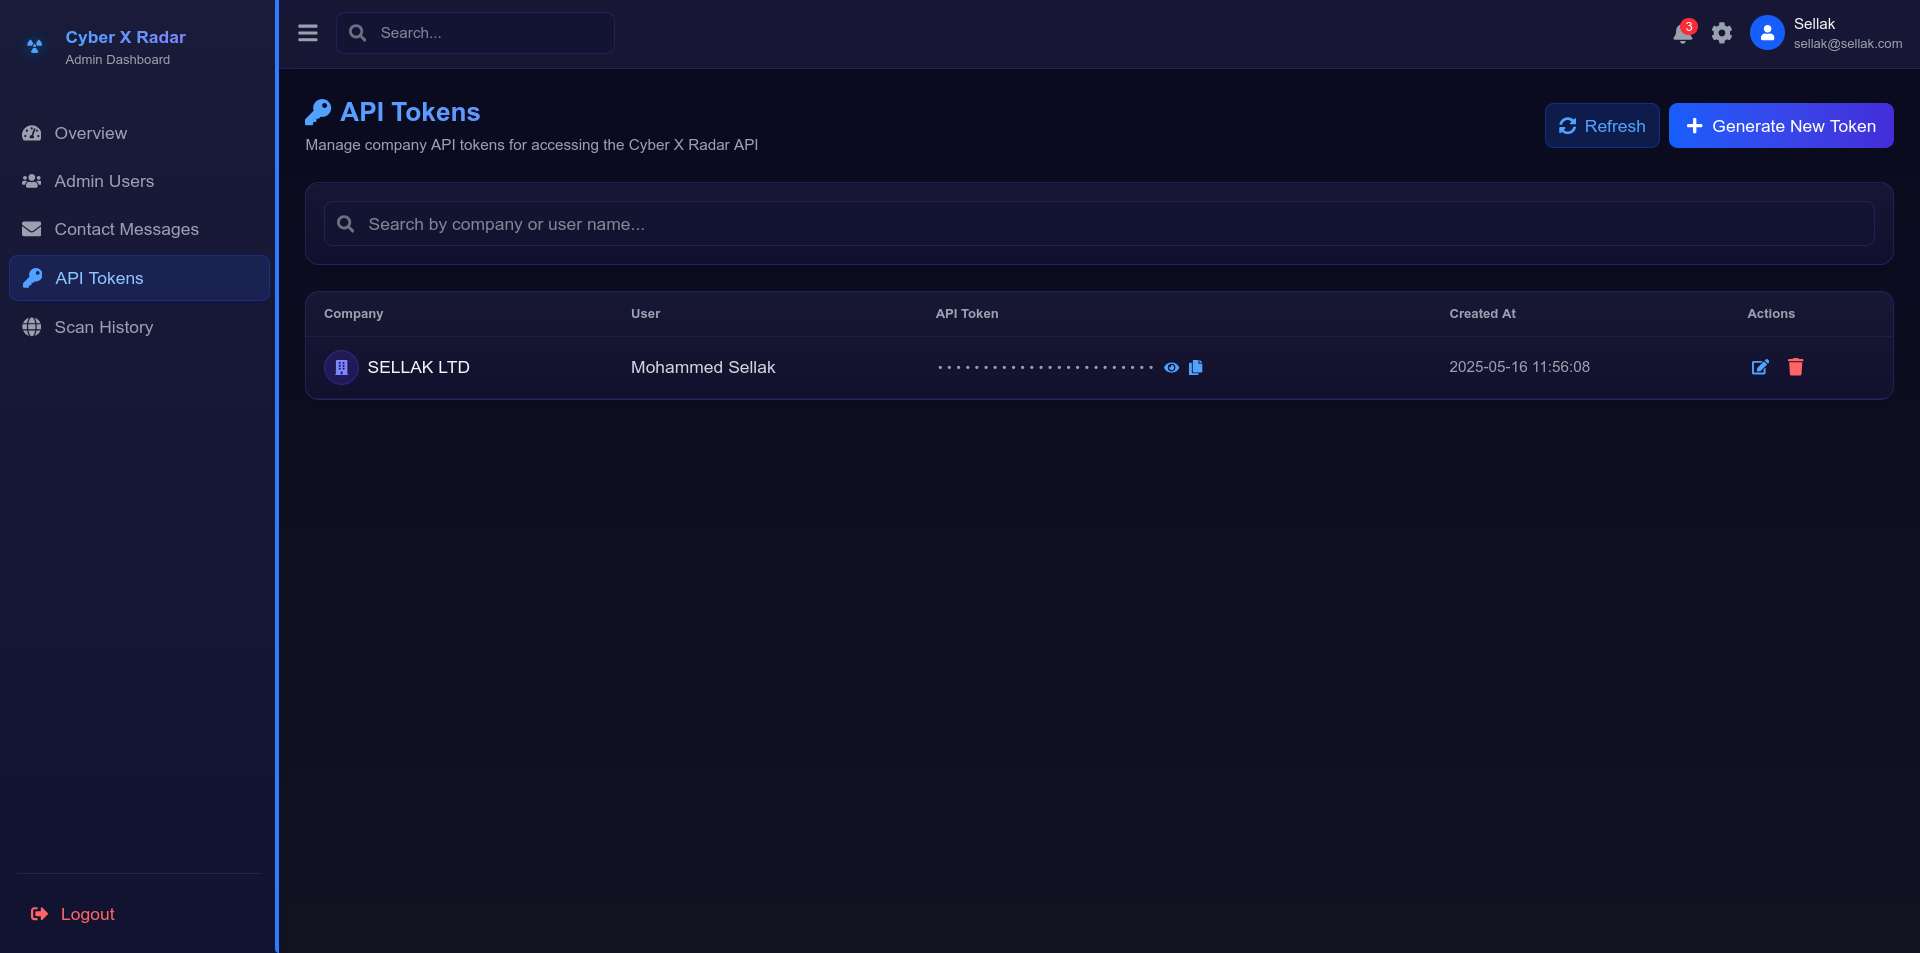 Cyber X Radar
Admin Dashboard
Overview
Admin Users
Contact Messages
API Tokens
Scan History
Logout
Search...
3
Sellak
sellak@sellak.com
API Tokens
Manage company API tokens for accessing the Cyber X Radar API
Refresh
Generate New Token
Search by company or user name...
Company User API Token Created At Actions
SELLAK LTD Mohammed Sellak •••••••••••••••••••••••• 2025-05-16 11:56:08